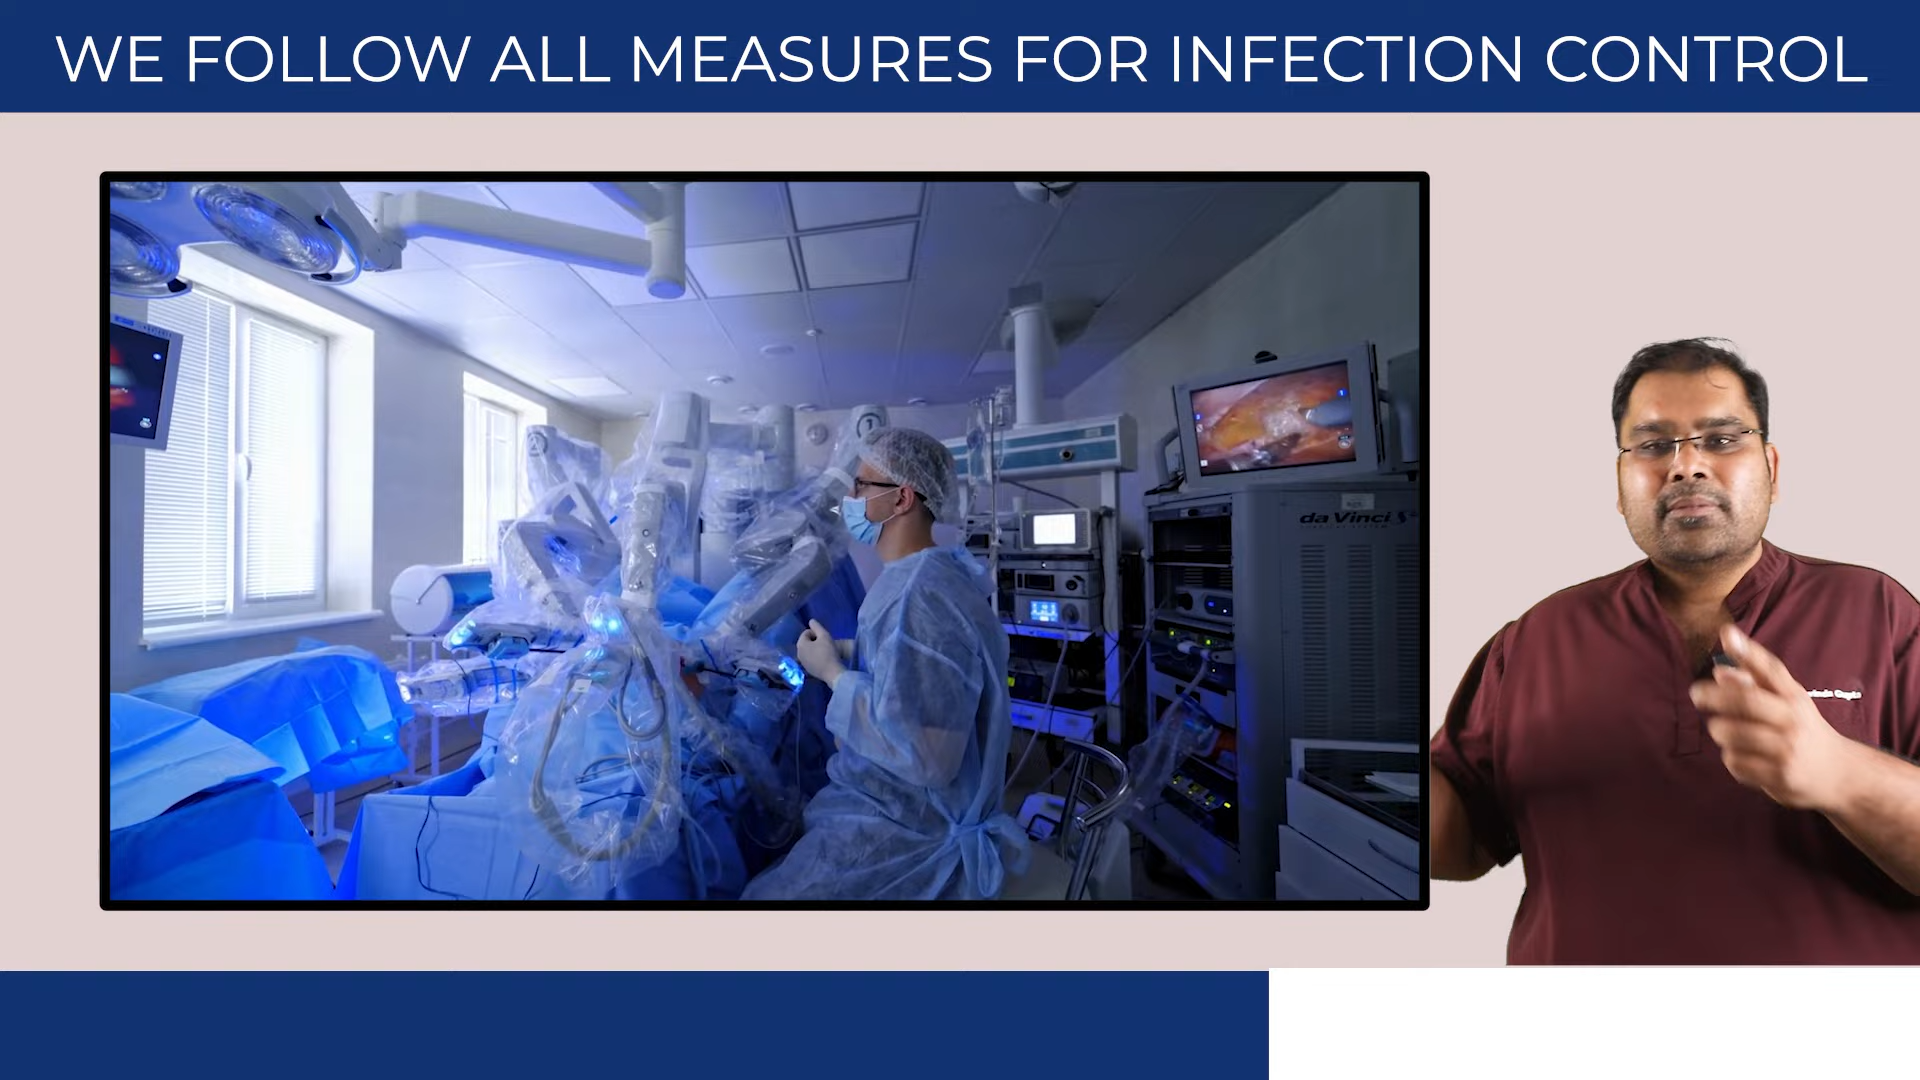 WE FOLLOW ALL MEASURES FOR INFECTION CONTROL
da Vinci S